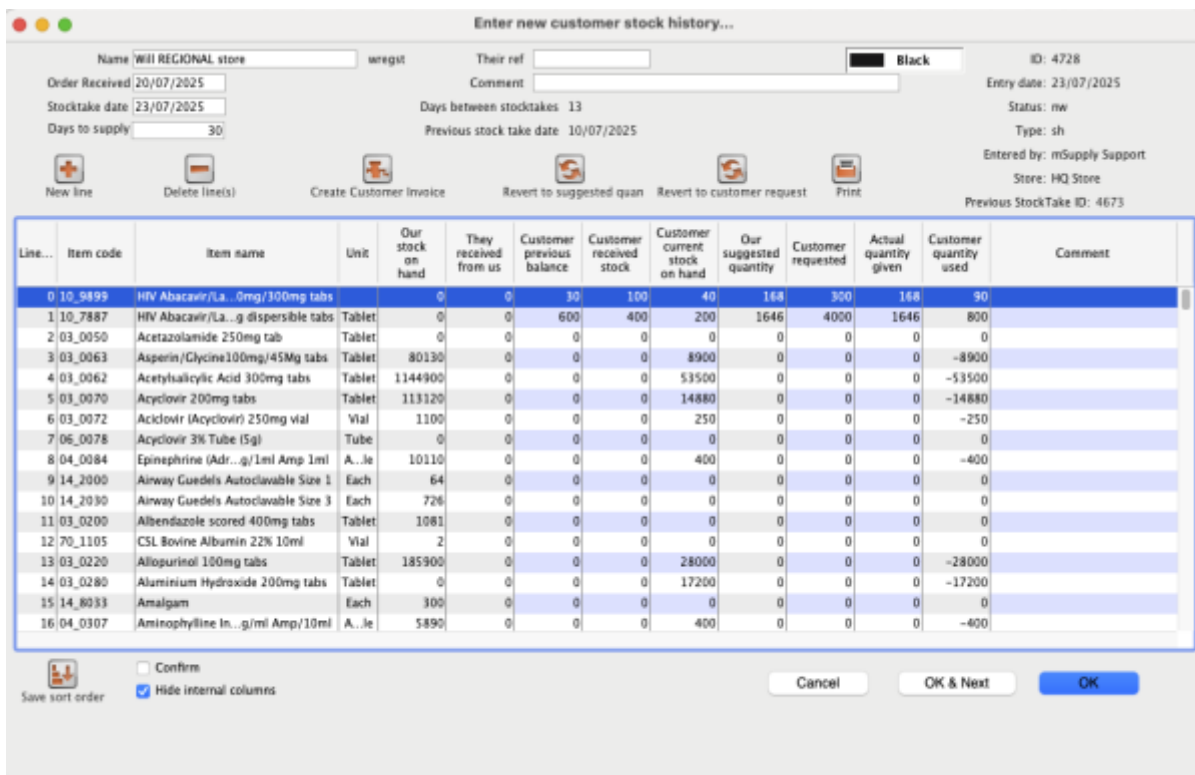 Enter new customer stock history...
Name Will REGIONAL store wregst Their ref Black ID: 4728
Order Received 20/07/2025 Comment Entry date: 23/07/2025
Stocktake date 23/07/2025 Days between stocktakes 13 Status: nw
Days to supply 30 Previous stock take date 10/07/2025 Type: sh
Entered by: mSupply Support
Store: HQ Store
Previous StockTake ID: 4673
New line Delete line(s) Create Customer Invoice Revert to suggested quan Revert to customer request Print
Line... Item code Item name Unit Our stock on hand They received from us Customer previous balance Customer received stock Customer current stock on hand Our suggested quantity Customer requested Actual quantity given Customer quantity used Comment
0 10_9899 HIV Abacavir/La...0mg/300mg tabs 0 0 30 100 40 168 300 168 90
1 10_7887 HIV Abacavir/La...g dispersible tabs Tablet 0 0 600 400 200 1646 4000 1646 800
2 03_0050 Acetazolamide 250mg tab Tablet 0 0 0 0 0 0 0 0 0
3 03_0063 Asperin/Glycine100mg/45Mg tabs Tablet 80130 0 0 0 8900 0 0 0 -8900
4 03_0062 Acetylsalicylic Acid 300mg tabs Tablet 1144900 0 0 0 53500 0 0 0 -53500
5 03_0070 Acyclovir 200mg tabs Tablet 113120 0 0 0 14880 0 0 0 -14880
6 03_0072 Aciclovir (Acyclovir) 250mg vial Vial 1100 0 0 0 250 0 0 0 -250
7 06_0078 Acyclovir 3% Tube (5g) Tube 0 0 0 0 0 0 0 0 0
8 04_0084 Epinephrine (Adr...g/1ml Amp 1ml A...le 10110 0 0 0 400 0 0 0 -400
9 14_2000 Airway Guedels Autoclavable Size 1 Each 64 0 0 0 0 0 0 0 0
10 14_2030 Airway Guedels Autoclavable Size 3 Each 726 0 0 0 0 0 0 0 0
11 03_0200 Albendazole scored 400mg tabs Tablet 1081 0 0 0 0 0 0 0 0
12 70_1105 CSL Bovine Albumin 22% 10ml Vial 2 0 0 0 0 0 0 0 0
13 03_0220 Allopurinol 100mg tabs Tablet 185900 0 0 0 28000 0 0 0 -28000
14 03_0280 Aluminium Hydroxide 200mg tabs Tablet 0 0 0 0 17200 0 0 0 -17200
15 14_8033 Amalgam Each 300 0 0 0 0 0 0 0 0
16 04_0307 Aminophylline In...g/ml Amp/10ml A...le 5890 0 0 0 400 0 0 0 -400
Save sort order
Confirm
Hide internal columns
Cancel OK & Next OK